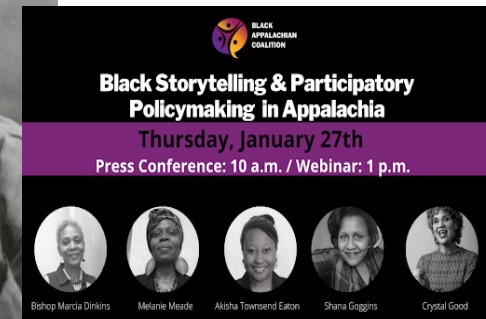 BLACK
APPALACHIAN
COALITION
Black Storytelling & Participatory
Policymaking in Appalachia
Thursday, January 27th
Press Conference: 10 a.m. / Webinar: 1 p.m.
Bishop Marcia Dinkins
Melanie Meade
Akisha Townsend Eaton
Shana Goggins
Crystal Good